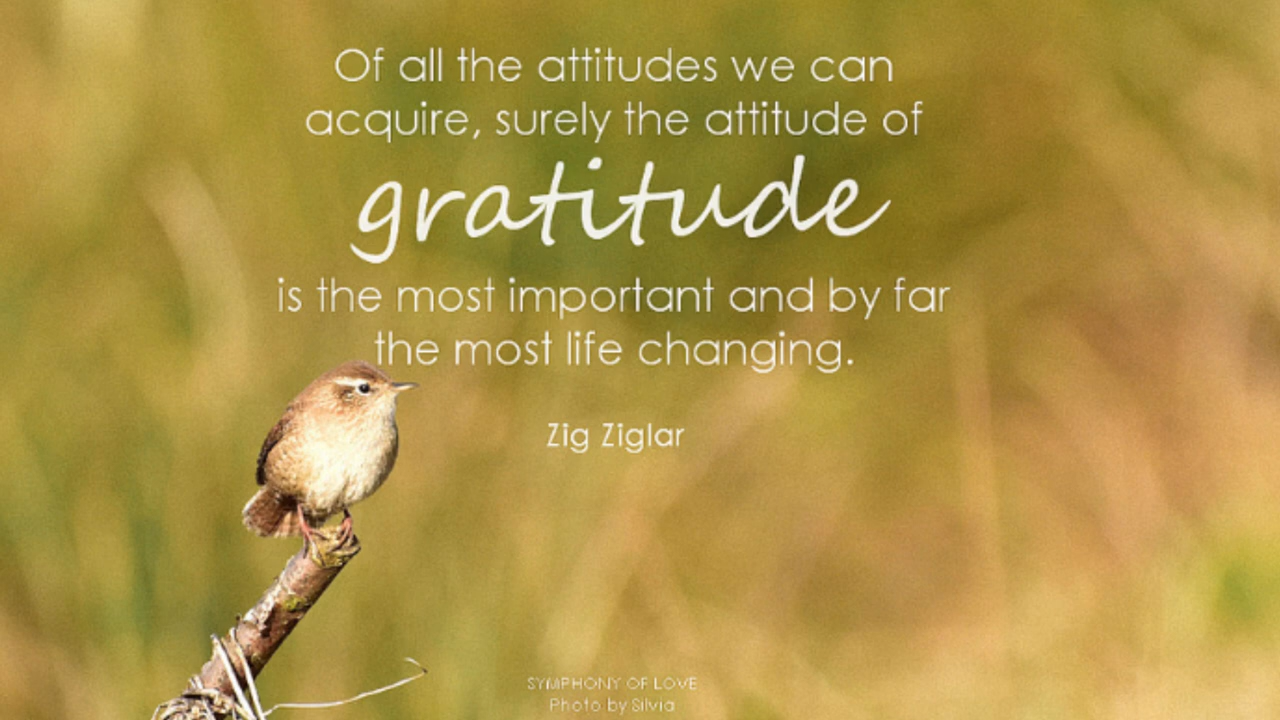 Of all the attitudes we can
acquire, surely the attitude of
gratitude
is the most important and by far
the most life changing.
Zig Ziglar
SYMPHONY OF LOVE
Photo by Silvia